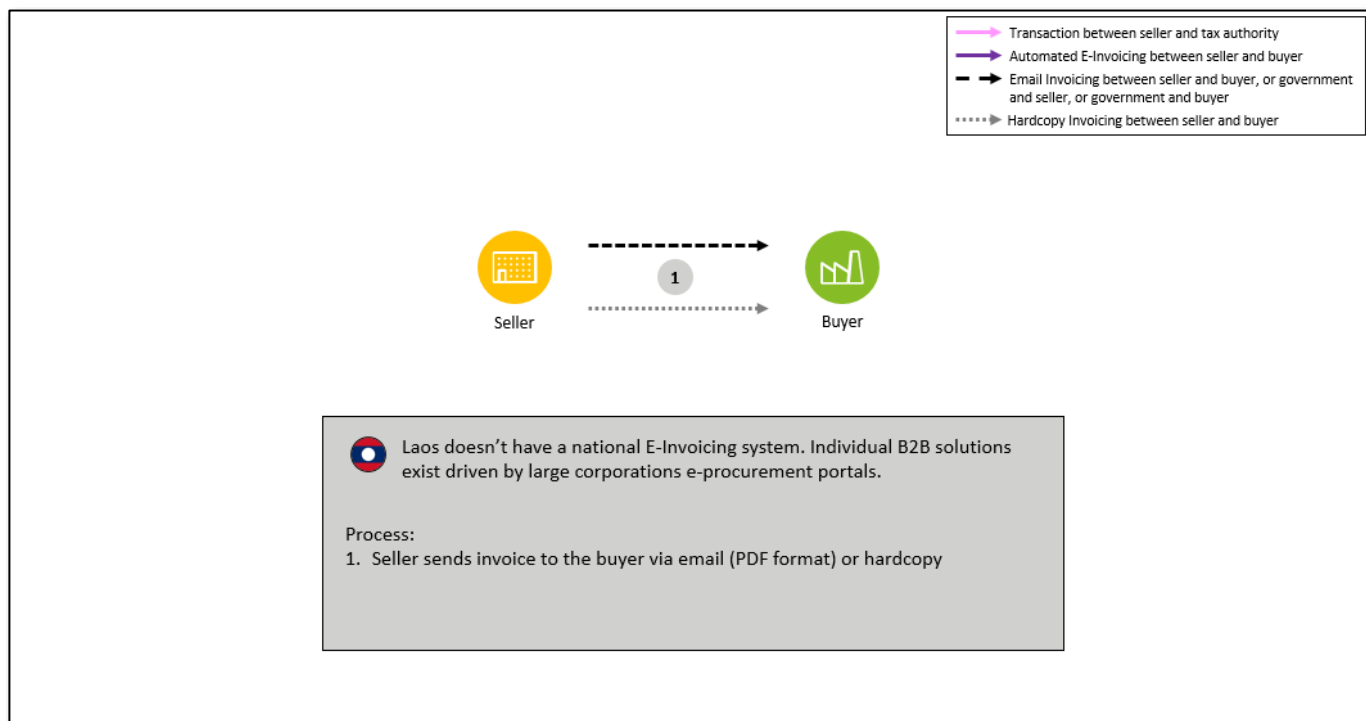 Transaction between seller and tax authority
Automated E-Invoicing between seller and buyer
Email Invoicing between seller and buyer, or government
and seller, or government and buyer
Hardcopy Invoicing between seller and buyer
1
Seller
Buyer
Laos doesn’t have a national E-Invoicing system. Individual B2B solutions
exist driven by large corporations e-procurement portals.
Process:
1. Seller sends invoice to the buyer via email (PDF format) or hardcopy